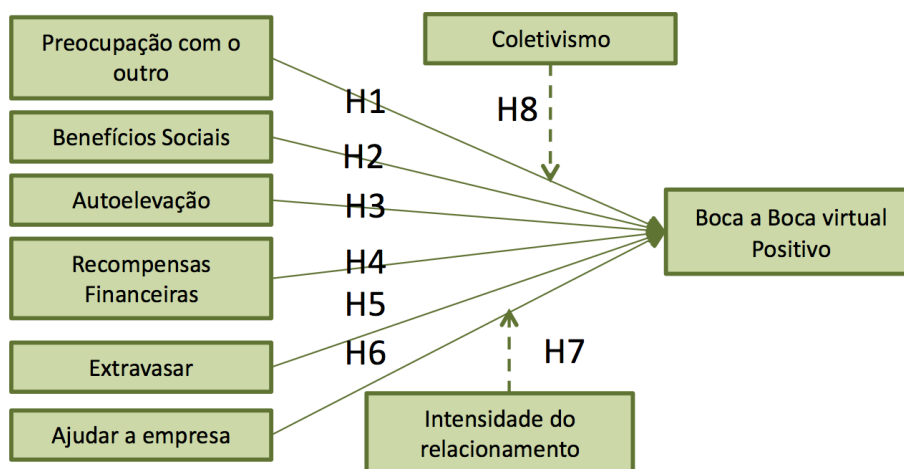 Preocupação com o
outro
Coletivismo
H1
H8
Benefícios Sociais
H2
Autoelevação
H3
Boca a Boca virtual
Positivo
Recompensas
Financeiras
H4
H5
Extravasar
H6
H7
Ajudar a empresa
Intensidade do
relacionamento